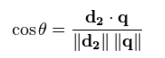 cos θ = d₂ · q / ‖d₂‖ ‖q‖